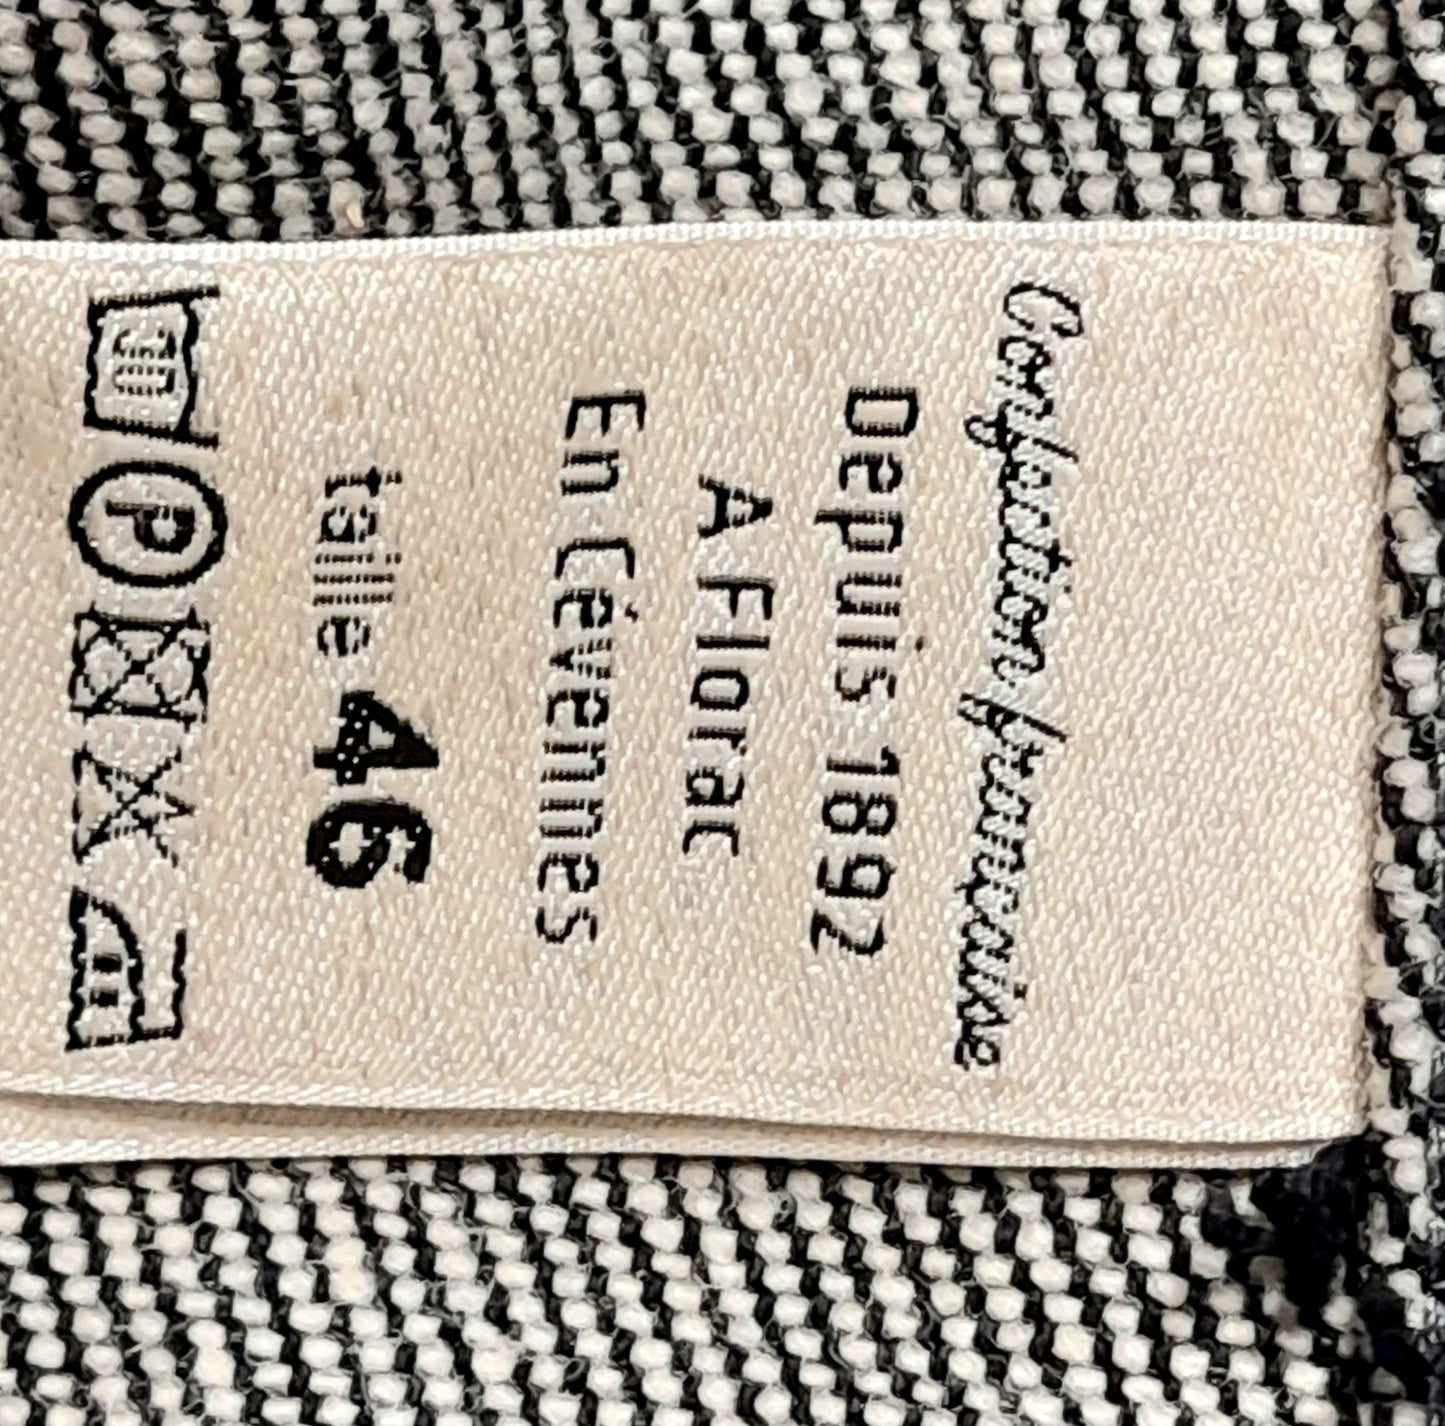 Confection française
Depuis 1892
A Florac
En Cévennes
taille 46
P